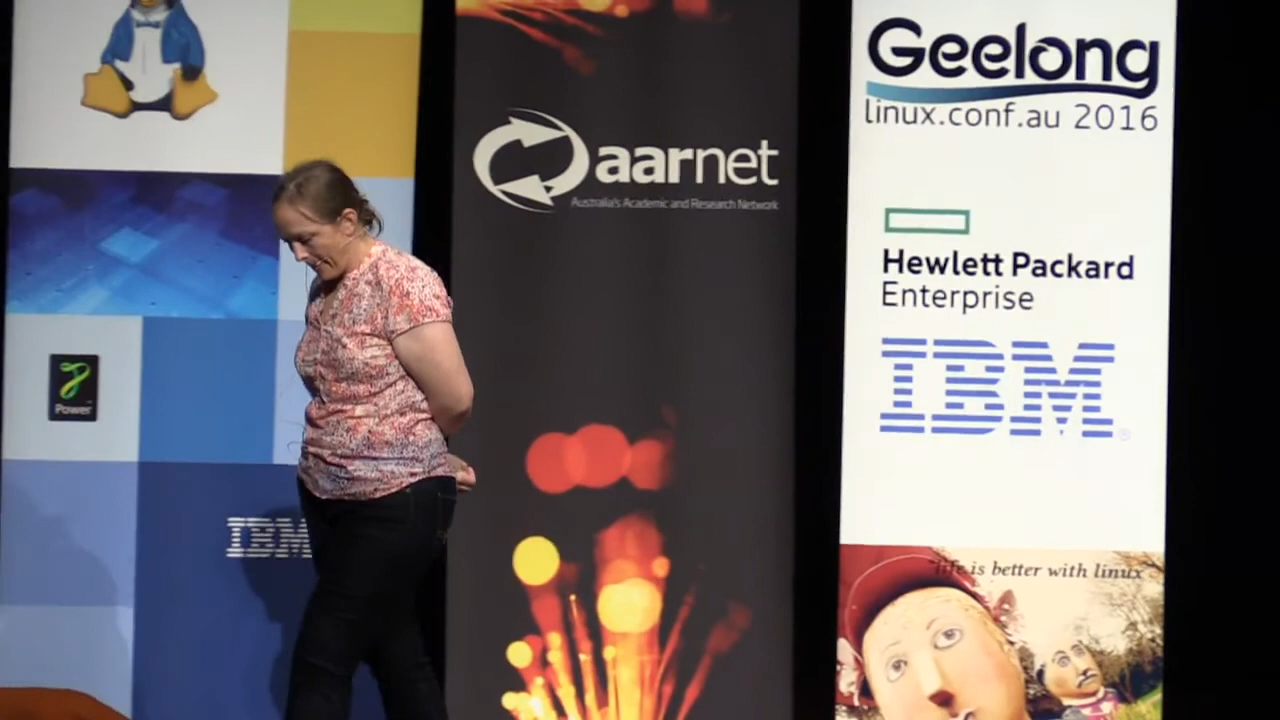 Power
IBM
aarnet
Australia's Academic and Research Network
Geelong
linux.conf.au 2016
Hewlett Packard
Enterprise
IBM®
"life is better with linux"